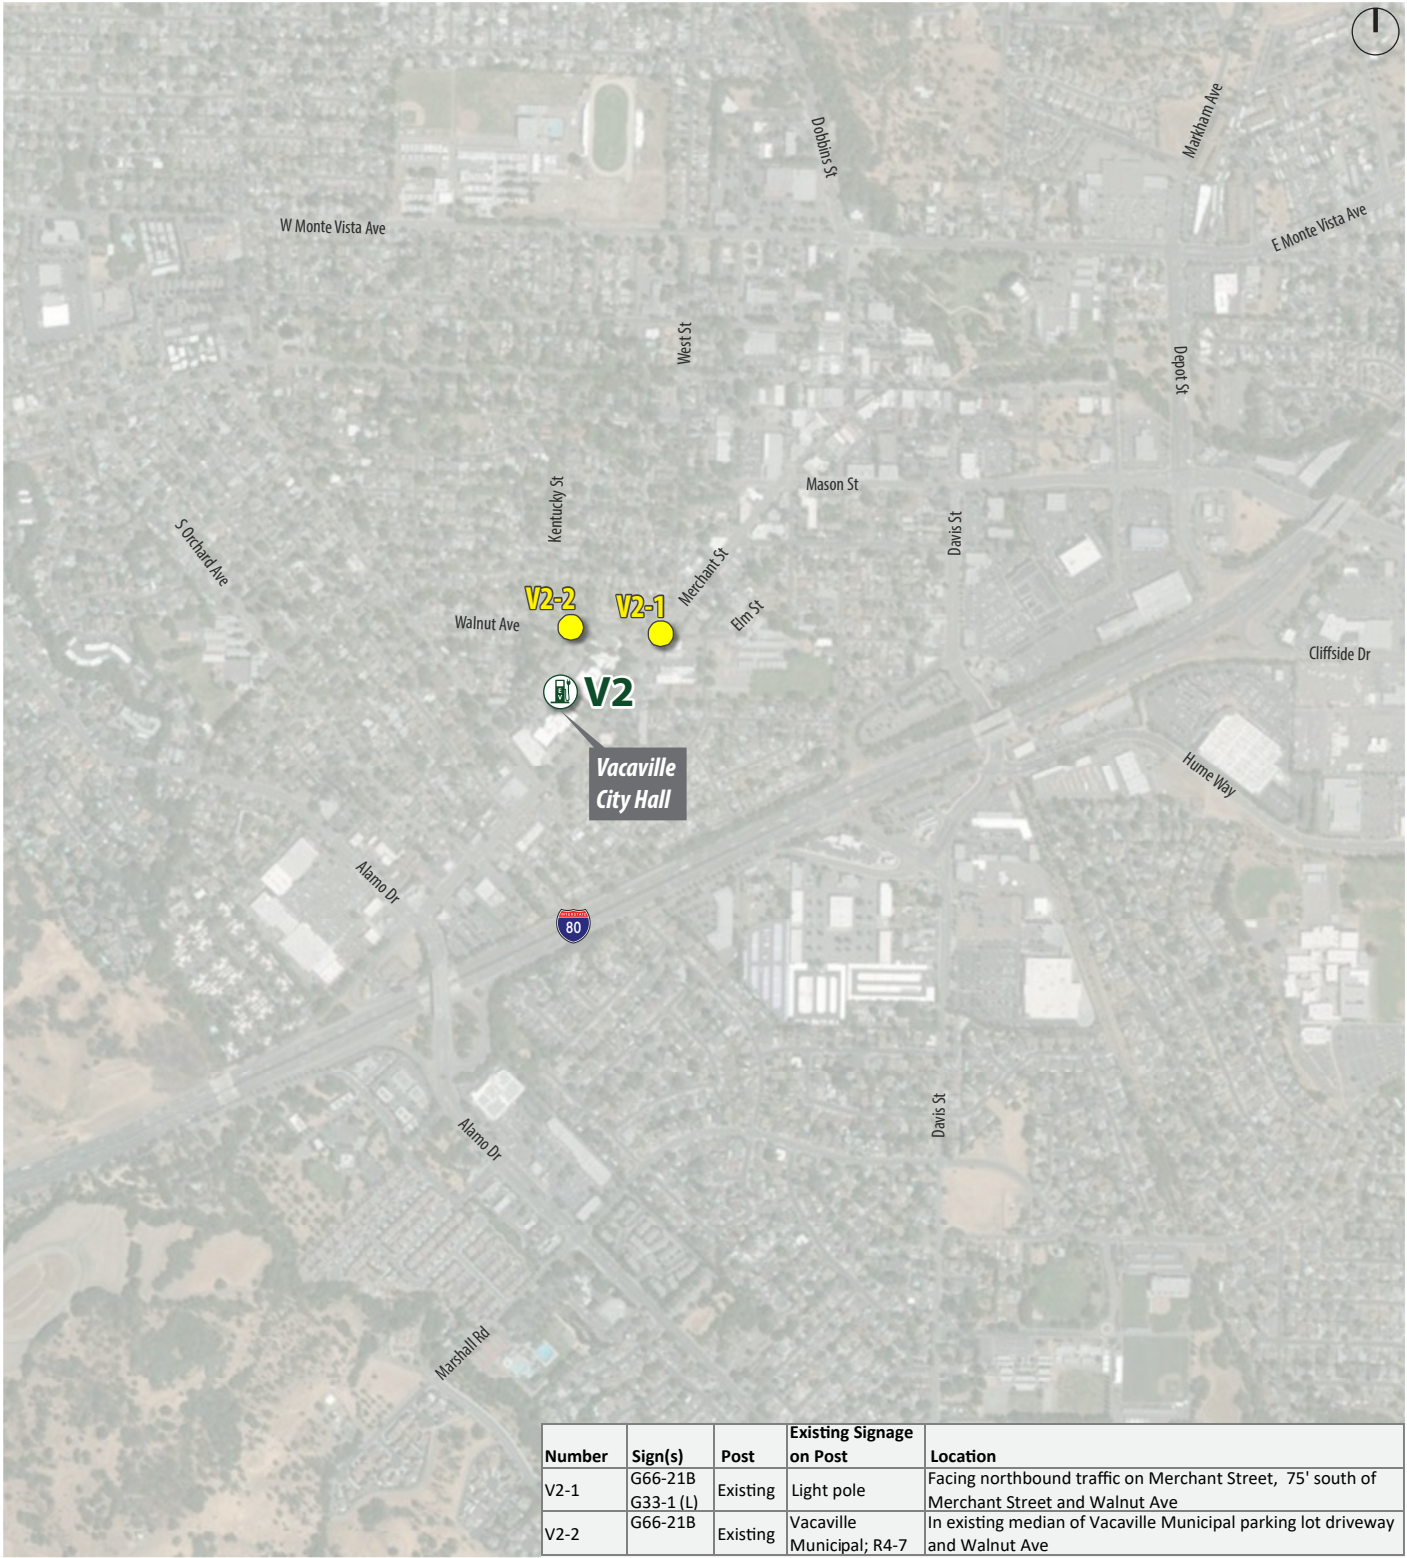 Dobbins St
Markham Ave
W Monte Vista Ave
E Monte Vista Ave
West St
Depot St
Kentucky St
Mason St
S Orchard Ave
Davis St
Merchant St
V2-2
V2-1
Elm St
Walnut Ave
Cliffside Dr
EV
V2
Vacaville
City Hall
Hume Way
Alamo Dr
INTERSTATE
80
Davis St
Alamo Dr
Marshall Rd
Number Sign(s) Post Existing Signage on Post Location
V2-1 G66-21B G33-1 (L) Existing Light pole Facing northbound traffic on Merchant Street, 75' south of Merchant Street and Walnut Ave
V2-2 G66-21B Existing Vacaville Municipal; R4-7 In existing median of Vacaville Municipal parking lot driveway and Walnut Ave